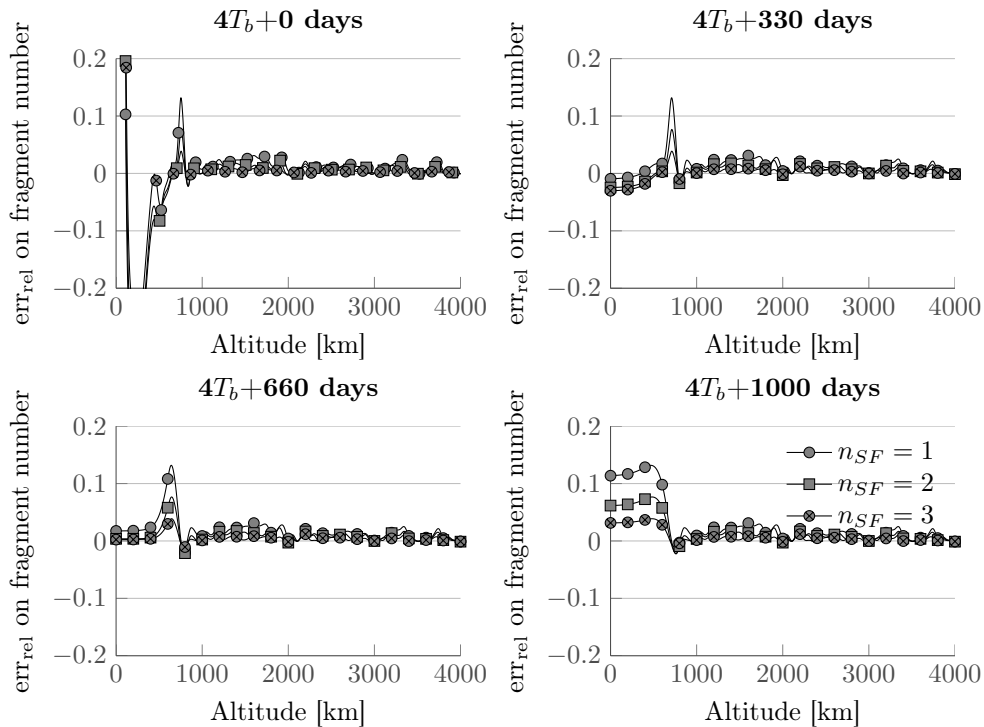 4T_b+0 days
0.2
0.1
0
−0.1
−0.2
0 1000 2000 3000 4000
Altitude [km]
err_rel on fragment number
4T_b+330 days
0.2
0.1
0
−0.1
−0.2
0 1000 2000 3000 4000
Altitude [km]
err_rel on fragment number
4T_b+660 days
0.2
0.1
0
−0.1
−0.2
0 1000 2000 3000 4000
Altitude [km]
err_rel on fragment number
4T_b+1000 days
0.2
0.1
0
−0.1
−0.2
0 1000 2000 3000 4000
Altitude [km]
err_rel on fragment number
n_SF = 1
n_SF = 2
n_SF = 3